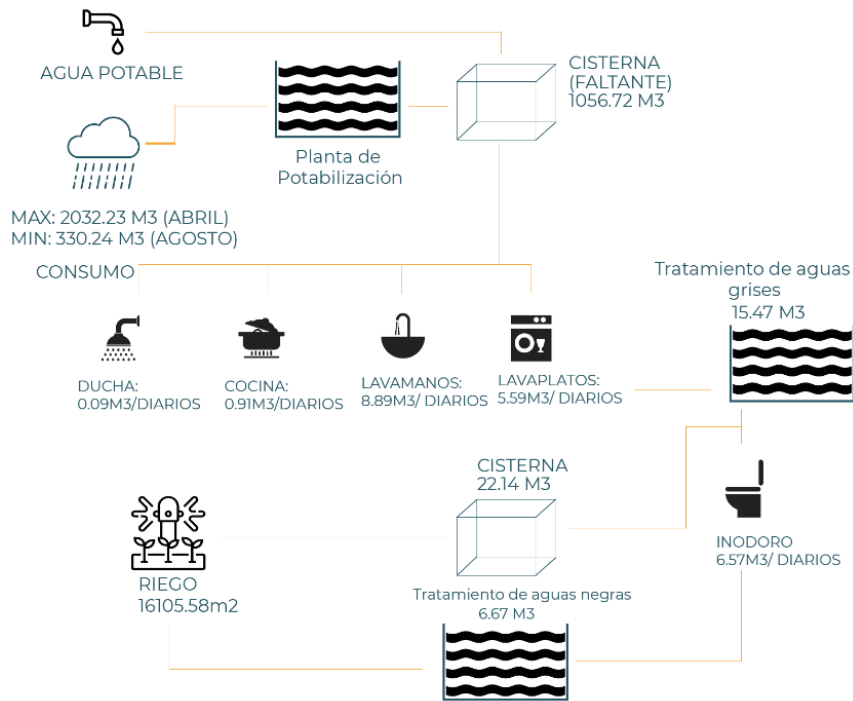 AGUA POTABLE
CISTERNA
(FALTANTE)
1056.72 M3
Planta de
Potabilización
MAX: 2032.23 M3 (ABRIL)
MIN: 330.24 M3 (AGOSTO)
CONSUMO
Tratamiento de aguas
grises
15.47 M3
DUCHA:
0.09M3/DIARIOS
COCINA:
0.91M3/DIARIOS
LAVAMANOS:
8.89M3/ DIARIOS
LAVAPLATOS:
5.59M3/ DIARIOS
CISTERNA
22.14 M3
INODORO
6.57M3/ DIARIOS
RIEGO
16105.58m2
Tratamiento de aguas negras
6.67 M3